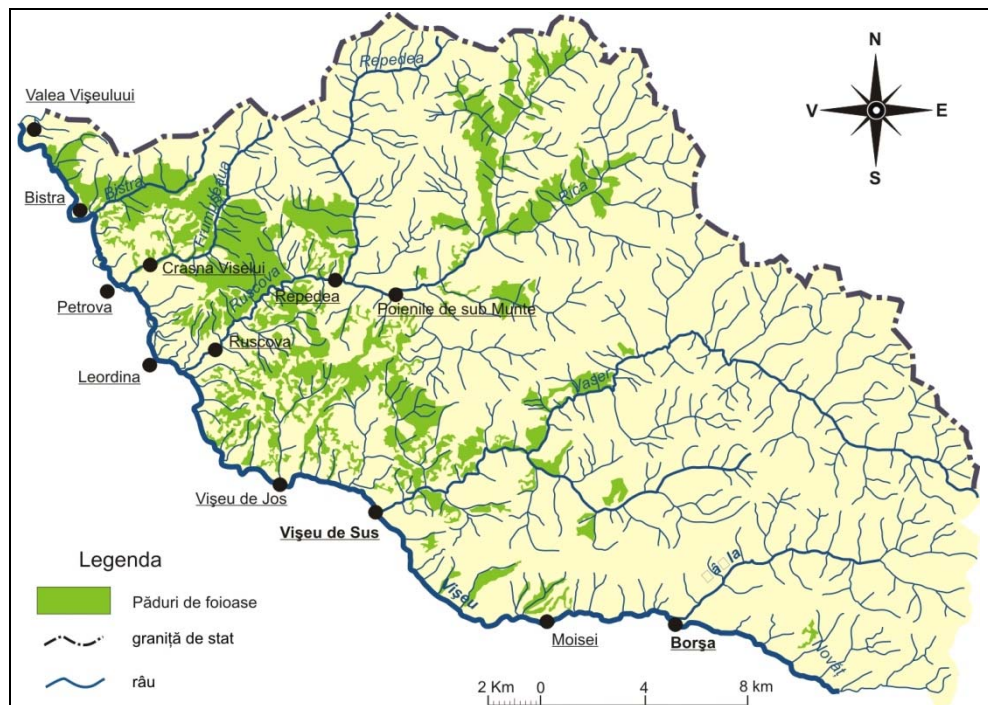 N
V
E
S
Repedea
Valea Vişeuluui
Bistra
Bistra
Frumuşeaua
Rica
Crasna Viselui
Ruscova
Repedea
Poienile de sub Munte
Petrova
Ruscova
Leordina
Vaşer
Vişeu de Jos
Vişeu de Sus
Vişeu
Moisei
Borşa
Novăţ
Legenda
Păduri de foioase
graniţă de stat
râu
2 Km 0 4 8 km